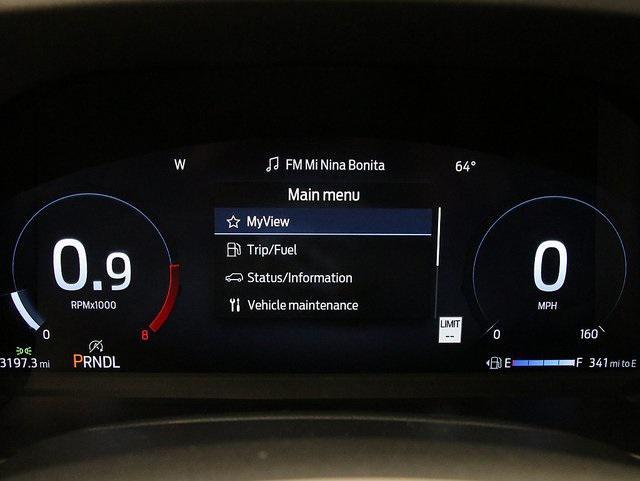 W FM Mi Nina Bonita 64°
Main menu
MyView
Trip/Fuel
Status/Information
Vehicle maintenance
0.9
RPMx1000
0 8
0
MPH
0 160
LIMIT
--
3197.3 mi PRNDL E F 341 mi to E